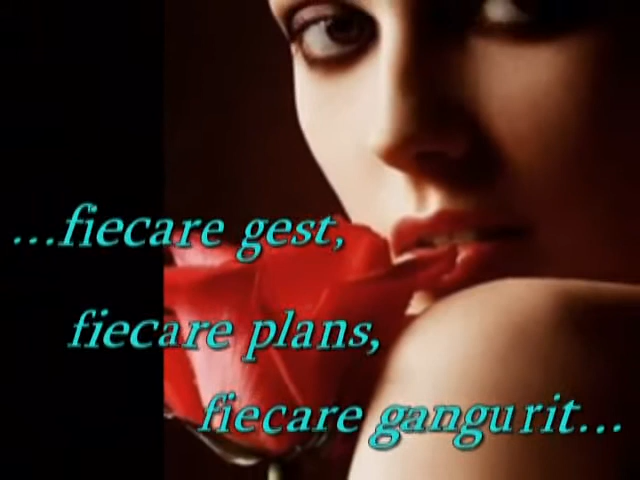 ...fiecare gest,
fiecare plans,
fiecare gangurit...